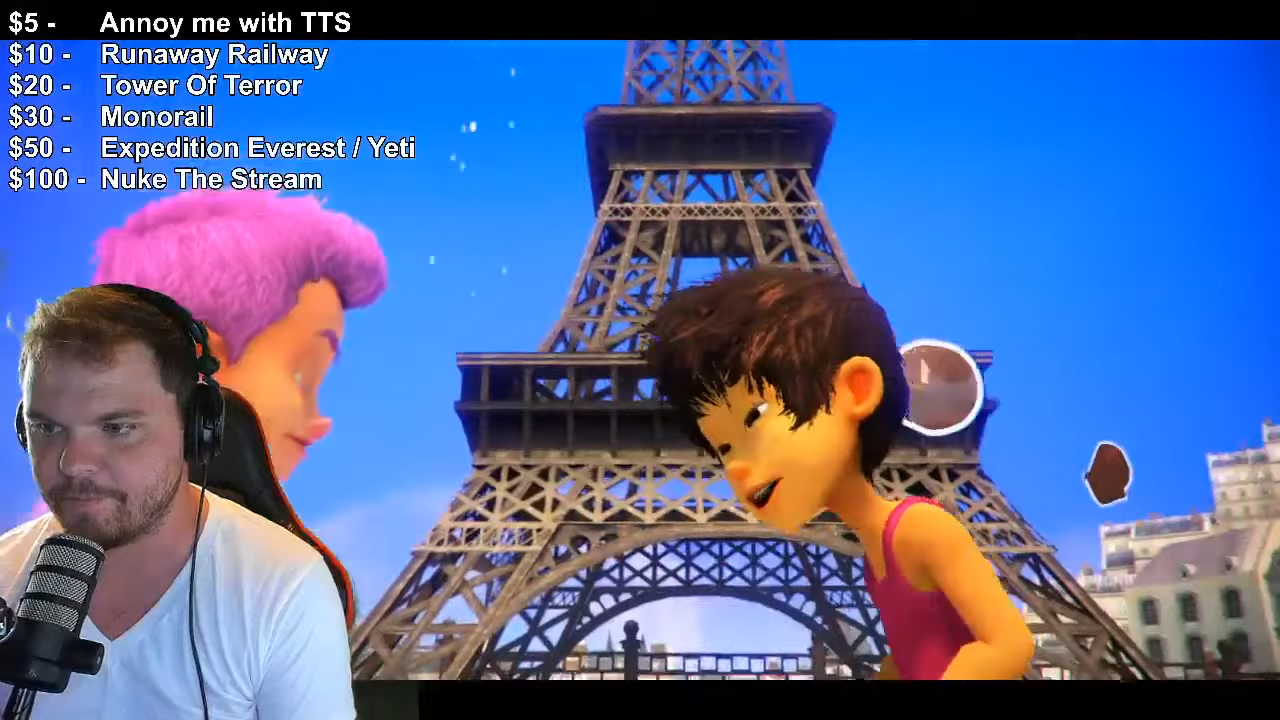 $5 - Annoy me with TTS
$10 - Runaway Railway
$20 - Tower Of Terror
$30 - Monorail
$50 - Expedition Everest / Yeti
$100 - Nuke The Stream